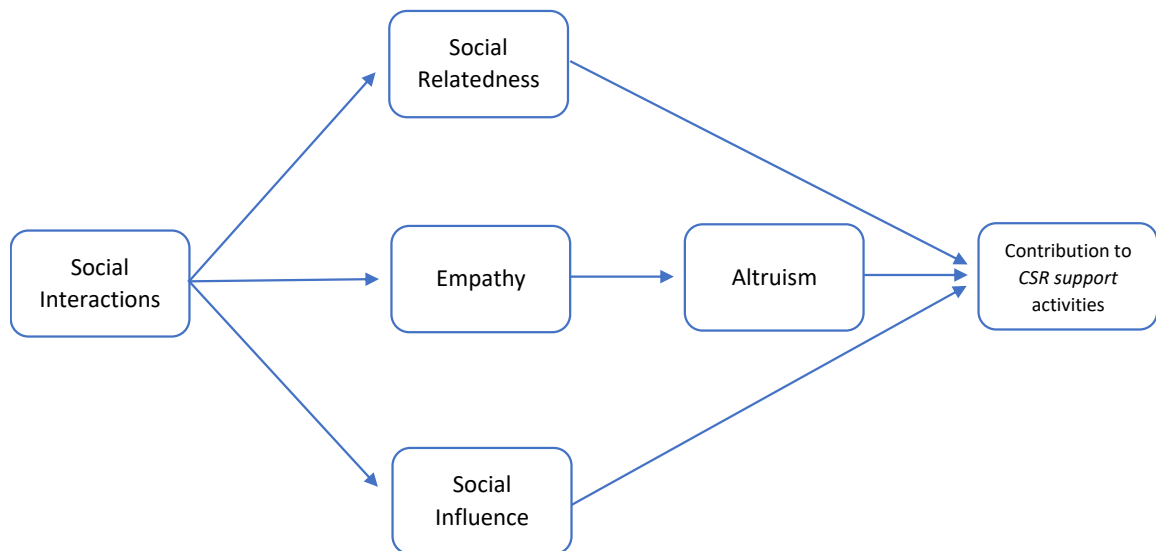 Social
Relatedness
Social
Interactions
Empathy
Altruism
Contribution to
CSR support
activities
Social
Influence